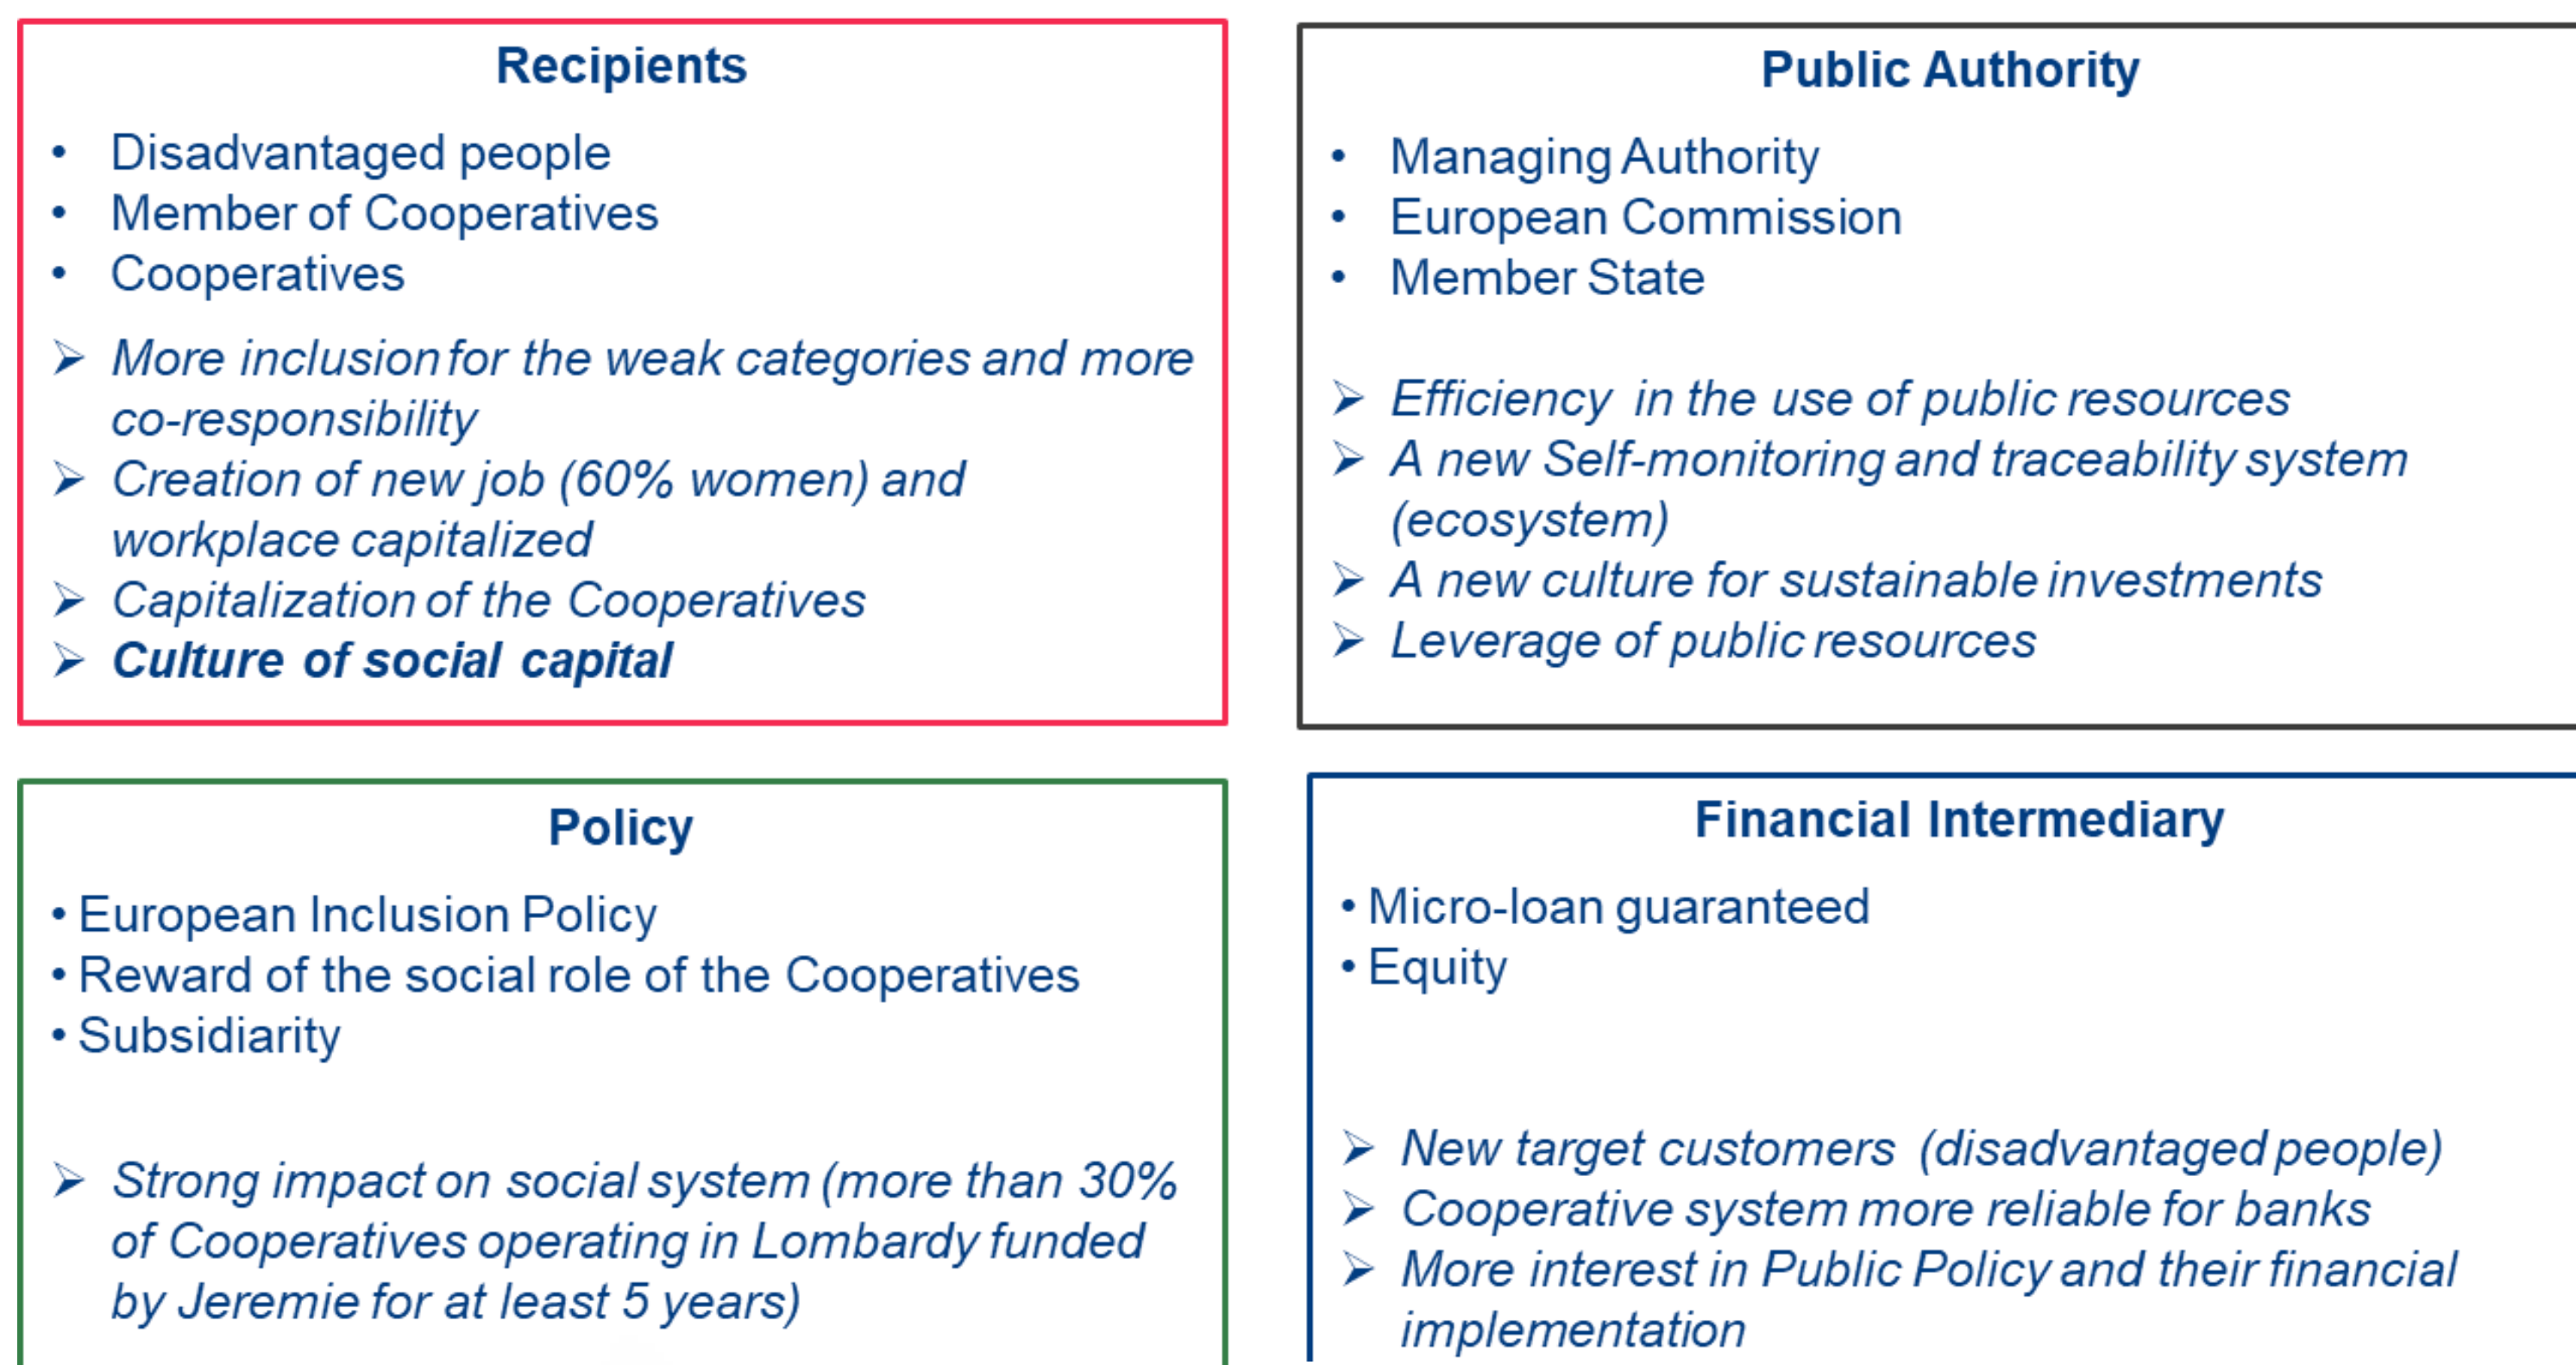 Recipients
• Disadvantaged people
• Member of Cooperatives
• Cooperatives
➢ More inclusion for the weak categories and more
co-responsibility
➢ Creation of new job (60% women) and
workplace capitalized
➢ Capitalization of the Cooperatives
➢ Culture of social capital
Public Authority
• Managing Authority
• European Commission
• Member State
➢ Efficiency in the use of public resources
➢ A new Self-monitoring and traceability system
(ecosystem)
➢ A new culture for sustainable investments
➢ Leverage of public resources
Policy
• European Inclusion Policy
• Reward of the social role of the Cooperatives
• Subsidiarity
➢ Strong impact on social system (more than 30%
of Cooperatives operating in Lombardy funded
by Jeremie for at least 5 years)
Financial Intermediary
• Micro-loan guaranteed
• Equity
➢ New target customers (disadvantaged people)
➢ Cooperative system more reliable for banks
➢ More interest in Public Policy and their financial
implementation